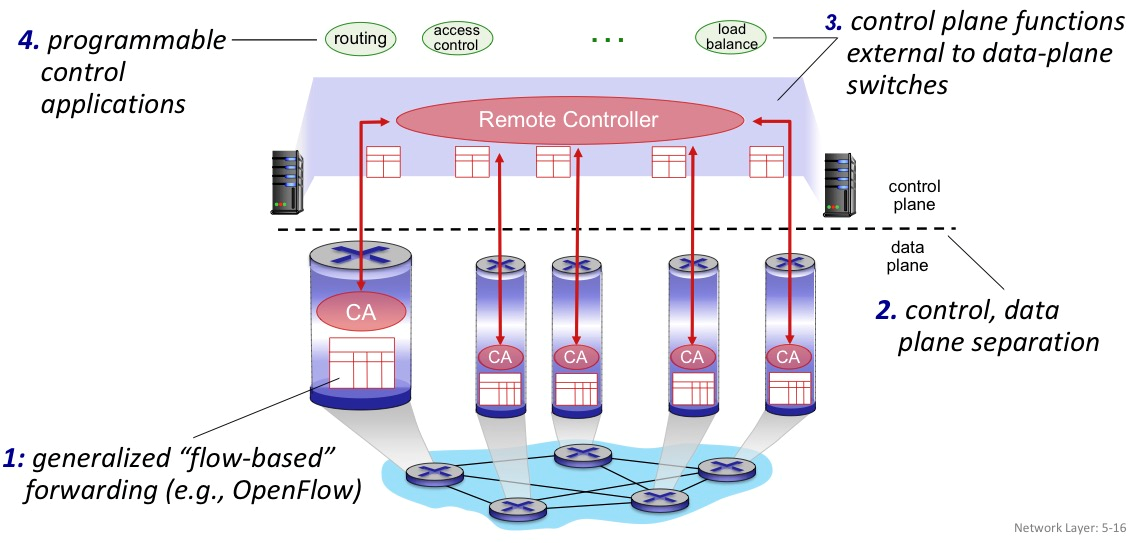 4. programmable
control
applications
routing
access
control
...
load
balance
3. control plane functions
external to data-plane
switches
Remote Controller
control
plane
data
plane
CA
CA
CA
CA
CA
2. control, data
plane separation
1: generalized “flow-based”
forwarding (e.g., OpenFlow)
Network Layer: 5-16